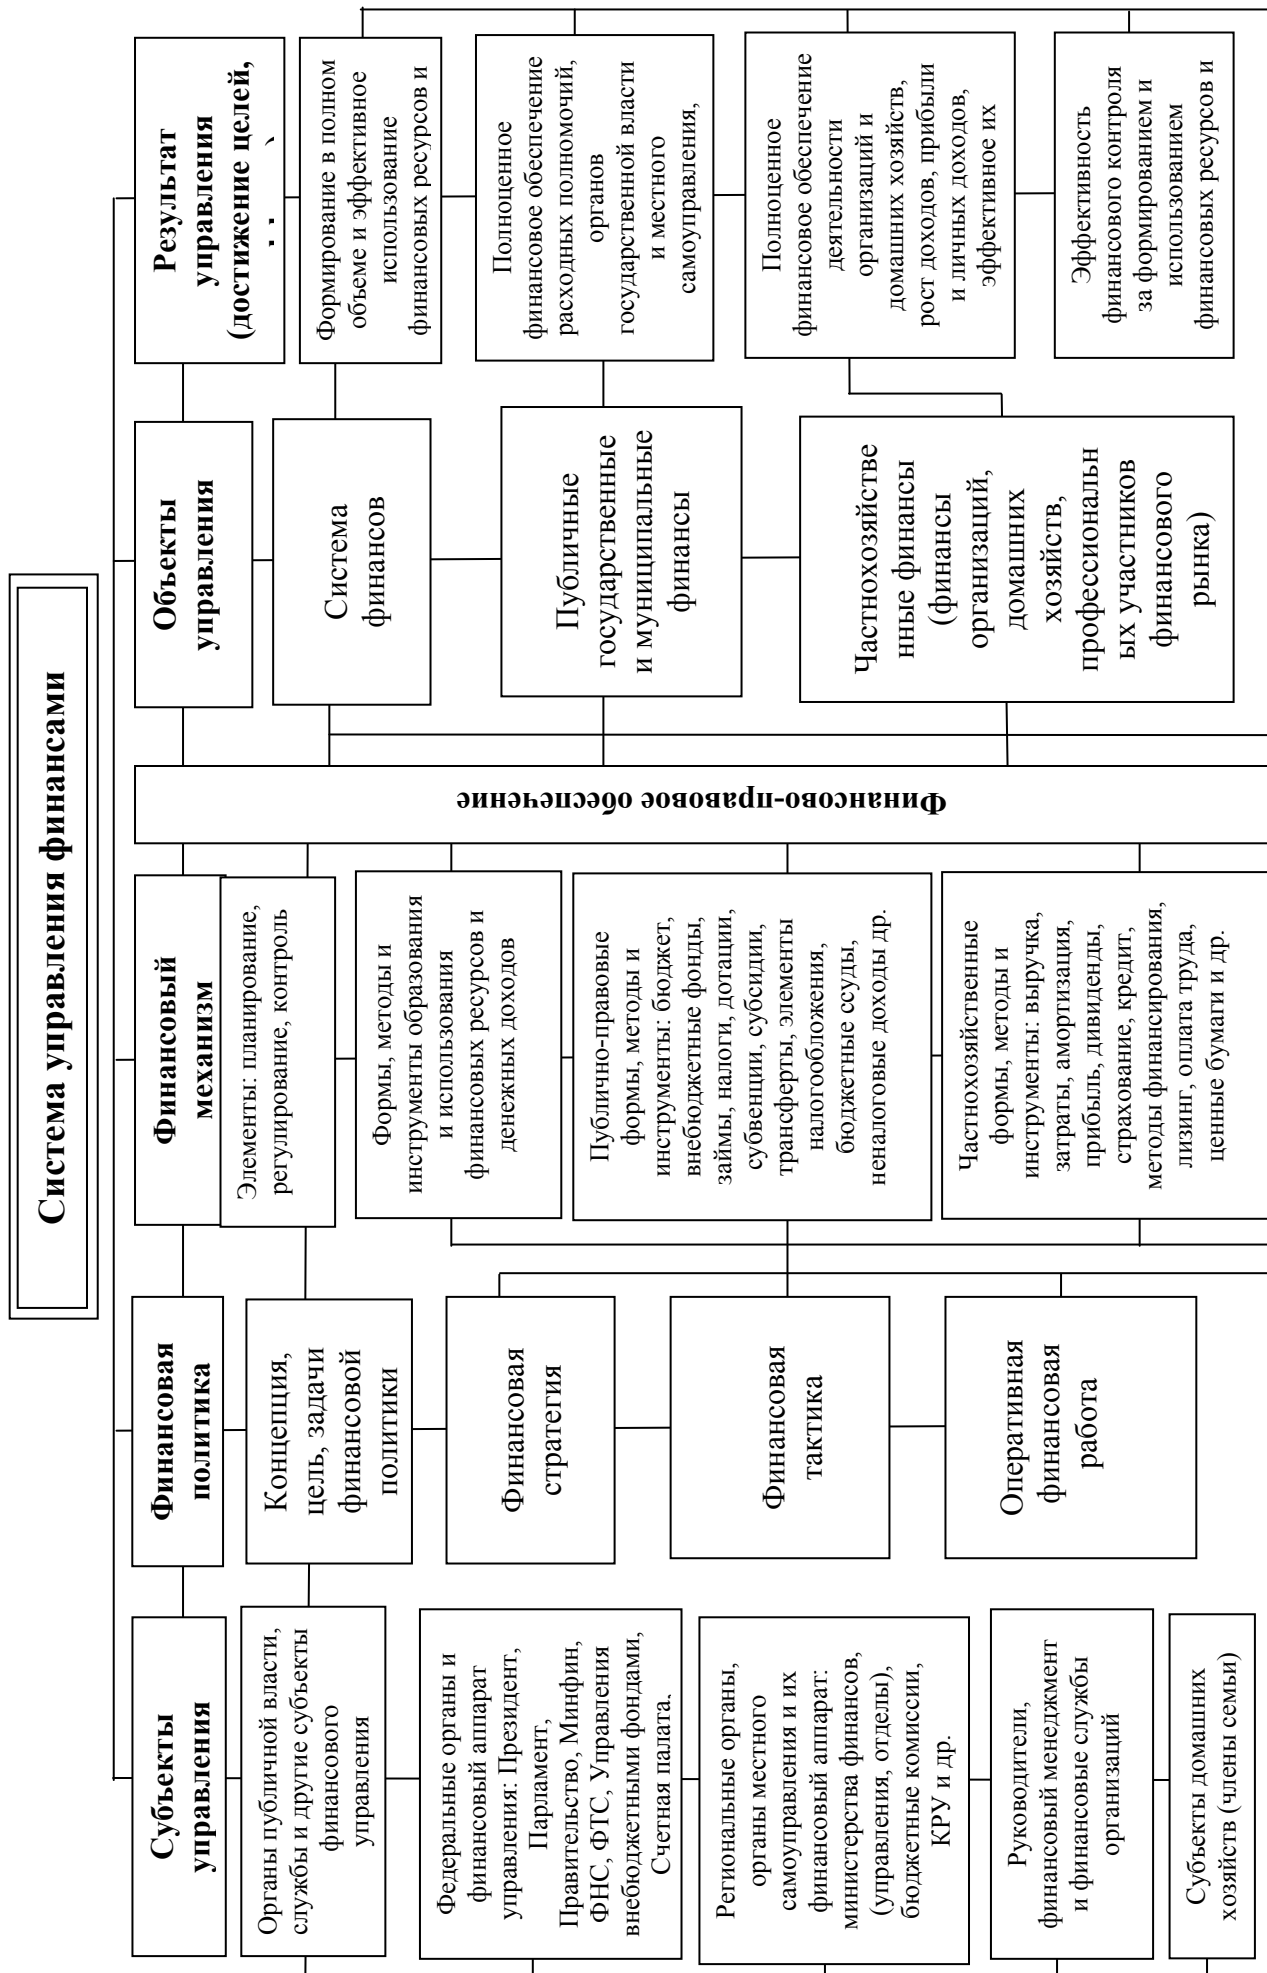 Система управления финансами
Субъекты
управления
Органы публичной власти,
службы и другие субъекты
финансового
управления
Федеральные органы и
финансовый аппарат
управления: Президент,
Парламент,
Правительство, Минфин,
ФНС, ФТС, Управления
внебюджетными фондами,
Счетная палата.
Региональные органы,
органы местного
самоуправления и их
финансовый аппарат:
министерства финансов,
(управления, отделы),
бюджетные комиссии,
КРУ и др.
Руководители,
финансовый менеджмент
и финансовые службы
организаций
Субъекты домашних
хозяйств (члены семьи)
Финансовая
политика
Концепция,
цель, задачи
финансовой
политики
Финансовая
стратегия
Финансовая
тактика
Оперативная
финансовая
работа
Финансовый
механизм
Элементы: планирование,
регулирование, контроль
Формы, методы и
инструменты образования
и использования
финансовых ресурсов и
денежных доходов
Публично-правовые
формы, методы и
инструменты: бюджет,
внебюджетные фонды,
займы, налоги, дотации,
субвенции, субсидии,
трансферты, элементы
налогообложения,
бюджетные ссуды,
неналоговые доходы др.
Частнохозяйственные
формы, методы и
инструменты: выручка,
затраты, амортизация,
прибыль, дивиденды,
страхование, кредит,
методы финансирования,
лизинг, оплата труда,
ценные бумаги и др.
Финансово-правовое обеспечение
Объекты
управления
Система
финансов
Публичные
государственные
и муниципальные
финансы
Частнохозяйстве
нные финансы
(финансы
организаций,
домашних
хозяйств,
профессиональн
ых участников
финансового
рынка)
Результат
управления
(достижение целей,
Формирование в полном
объеме и эффективное
использование
финансовых ресурсов и
Полноценное
финансовое обеспечение
расходных полномочий,
органов
государственной власти
и местного
самоуправления,
Полноценное
финансовое обеспечение
деятельности
организаций и
домашних хозяйств,
рост доходов, прибыли
и личных доходов,
эффективное их
Эффективность
финансового контроля
за формированием и
использованием
финансовых ресурсов и